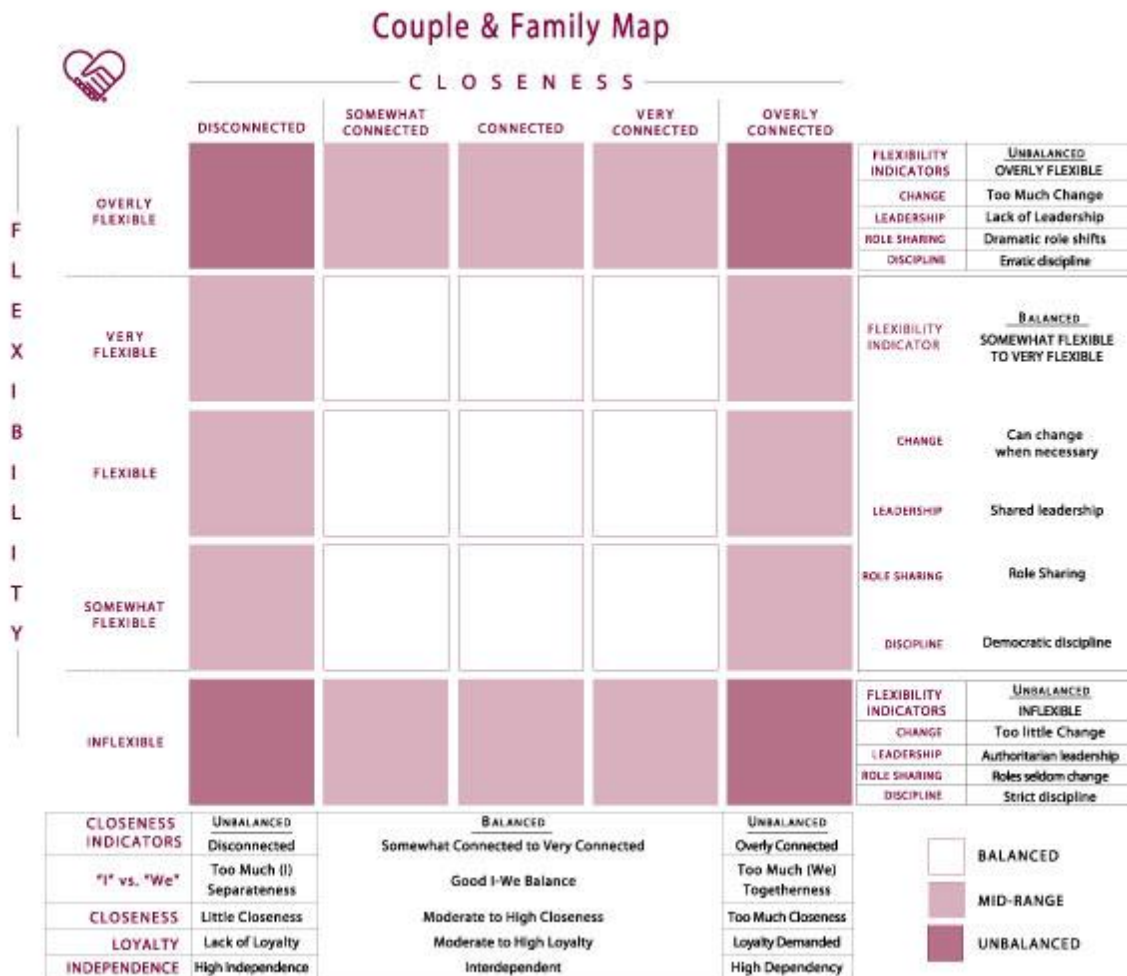 Couple & Family Map
CLOSENESS
DISCONNECTED
SOMEWHAT
CONNECTED
CONNECTED
VERY
CONNECTED
OVERLY
CONNECTED
FLEXIBILITY
OVERLY
FLEXIBLE
VERY
FLEXIBLE
FLEXIBLE
SOMEWHAT
FLEXIBLE
INFLEXIBLE
FLEXIBILITY
INDICATORS
UNBALANCED
OVERLY FLEXIBLE
CHANGE Too Much Change
LEADERSHIP Lack of Leadership
ROLE SHARING Dramatic role shifts
DISCIPLINE Erratic discipline
FLEXIBILITY
INDICATOR
BALANCED
SOMEWHAT FLEXIBLE
TO VERY FLEXIBLE
CHANGE
Can change
when necessary
LEADERSHIP Shared leadership
ROLE SHARING Role Sharing
DISCIPLINE Democratic discipline
FLEXIBILITY
INDICATORS
UNBALANCED
INFLEXIBLE
CHANGE Too little Change
LEADERSHIP Authoritarian leadership
ROLE SHARING Roles seldom change
DISCIPLINE Strict discipline
CLOSENESS
INDICATORS
UNBALANCED
Disconnected
BALANCED
Somewhat Connected to Very Connected
UNBALANCED
Overly Connected
"I" vs. "We"
Too Much (I)
Separateness
Good I-We Balance
Too Much (We)
Togetherness
CLOSENESS Little Closeness Moderate to High Closeness Too Much Closeness
LOYALTY Lack of Loyalty Moderate to High Loyalty Loyalty Demanded
INDEPENDENCE High Independence Interdependent High Dependency
BALANCED
MID-RANGE
UNBALANCED